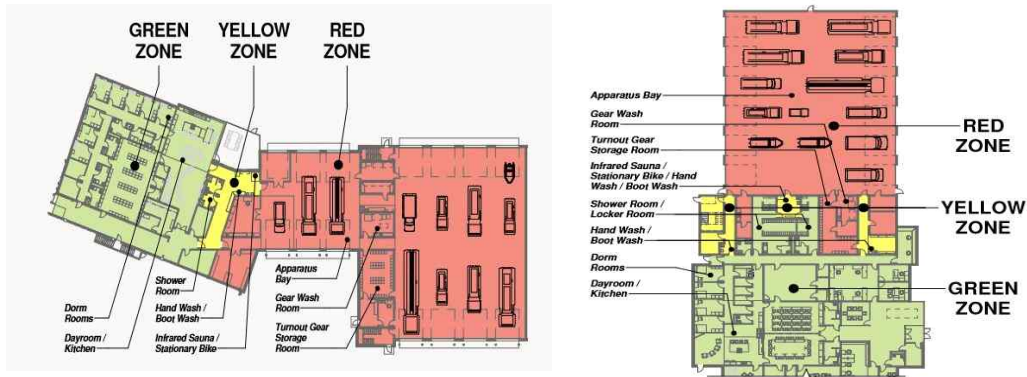 GREEN
ZONE
YELLOW
ZONE
RED
ZONE
Dorm
Rooms
Dayroom /
Kitchen
Shower
Room
Hand Wash /
Boot Wash
Infrared Sauna /
Stationary Bike
Apparatus
Bay
Gear Wash
Room
Turnout Gear
Storage
Room
Apparatus Bay
Gear Wash
Room
Turnout Gear
Storage Room
Infrared Sauna /
Stationary Bike / Hand
Wash / Boot Wash
Shower Room /
Locker Room
Hand Wash /
Boot Wash
Dorm
Rooms
Dayroom /
Kitchen
RED
ZONE
YELLOW
ZONE
GREEN
ZONE